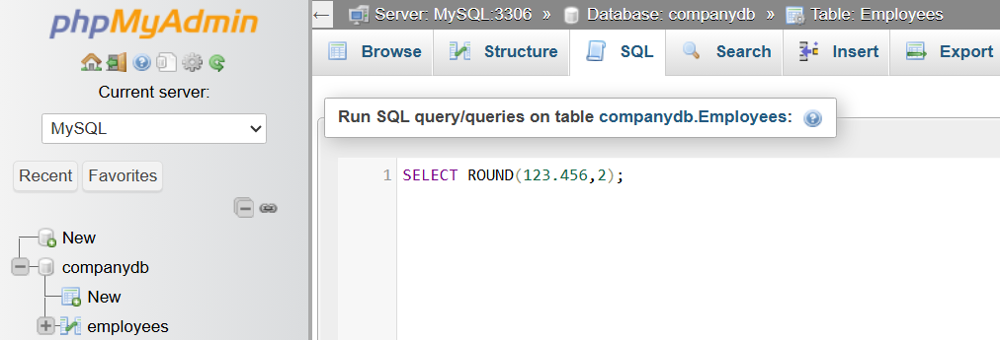 phpMyAdmin
Current server:
MySQL
Recent Favorites
New
companydb
New
employees
Server: MySQL:3306 » Database: companydb » Table: Employees
Browse Structure SQL Search Insert Export
Run SQL query/queries on table companydb.Employees:
1 SELECT ROUND(123.456,2);